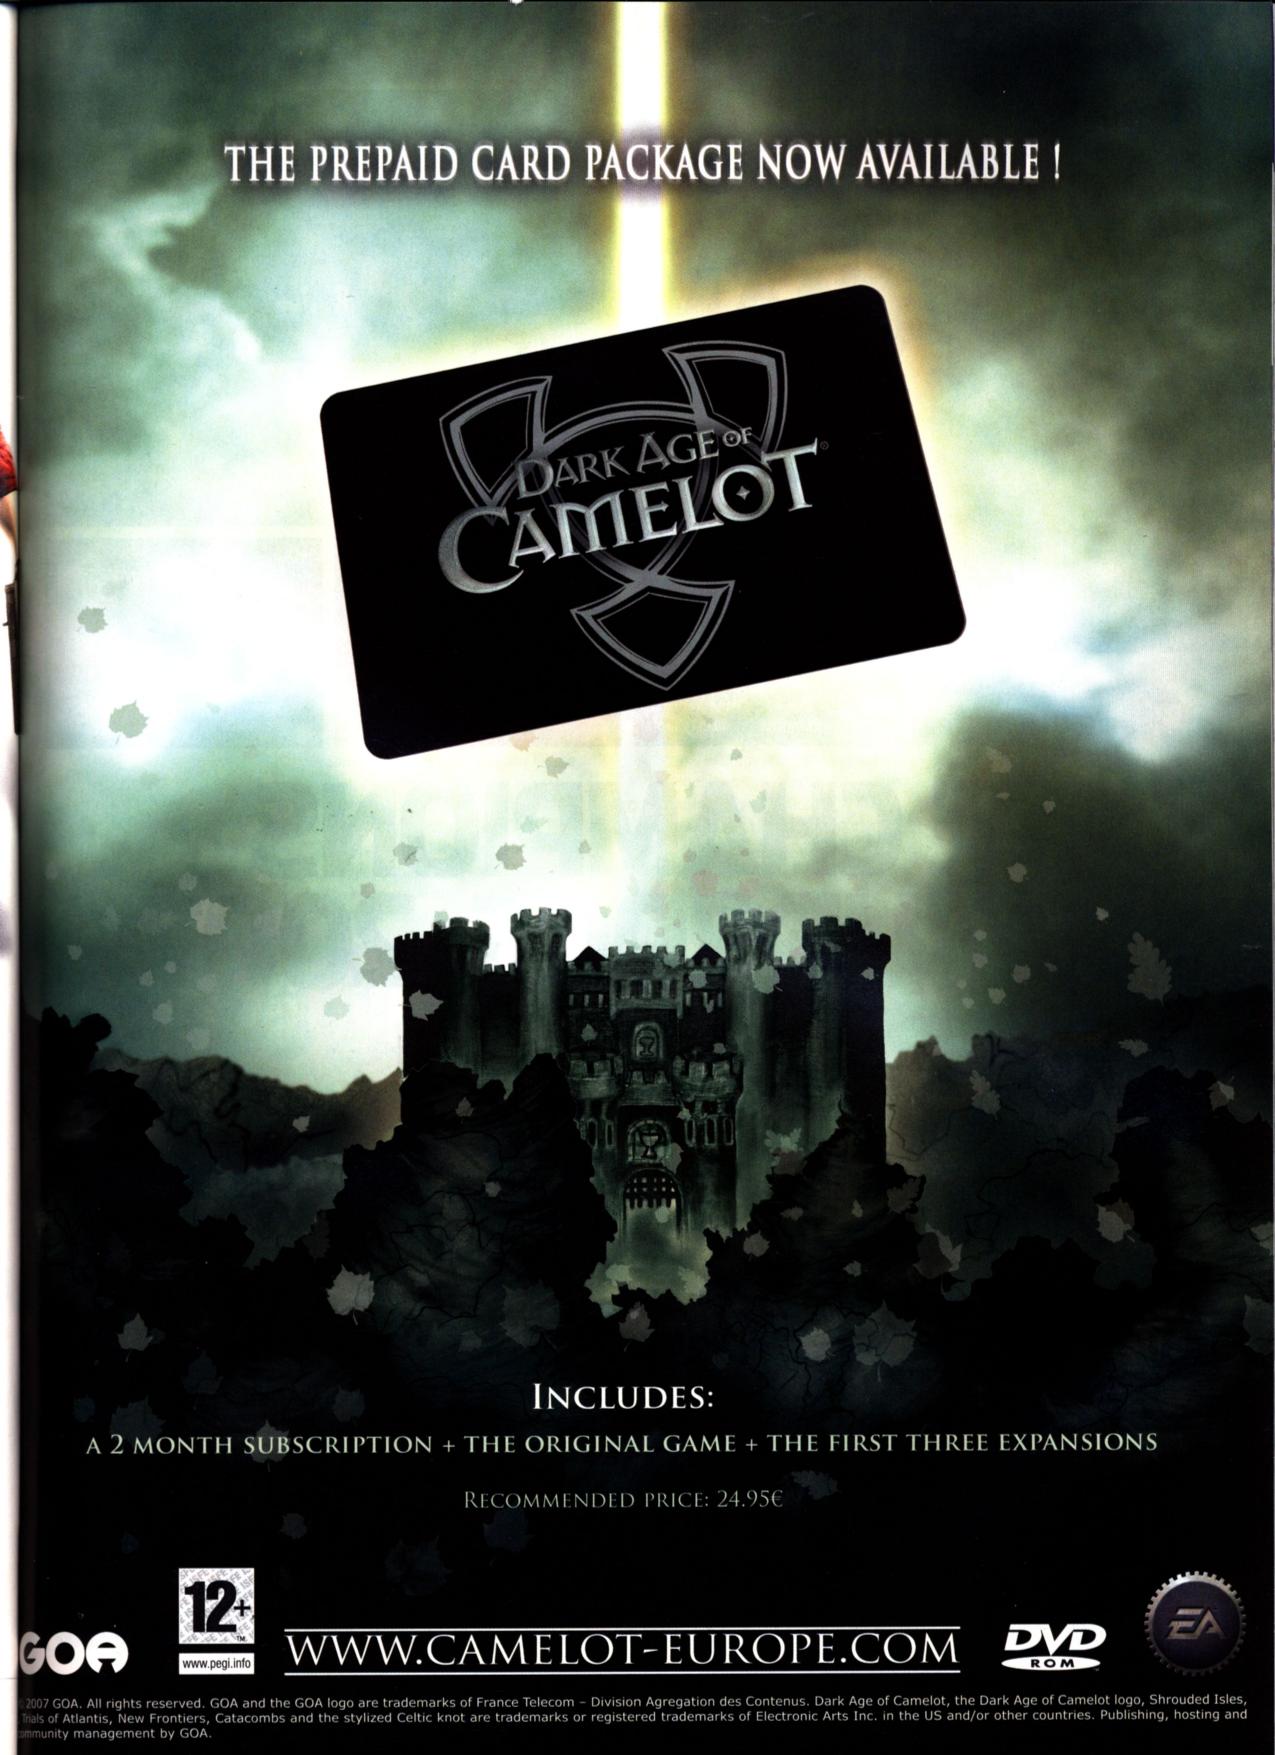 THE PREPAID CARD PACKAGE NOW AVAILABLE !
DARK AGE OF
CAMELOT®
INCLUDES:
A 2 MONTH SUBSCRIPTION + THE ORIGINAL GAME + THE FIRST THREE EXPANSIONS
RECOMMENDED PRICE: 24.95€
12+
TM
www.pegi.info
GOA
WWW.CAMELOT-EUROPE.COM
DVD
ROM
EA
© 2007 GOA. All rights reserved. GOA and the GOA logo are trademarks of France Telecom – Division Agregation des Contenus. Dark Age of Camelot, the Dark Age of Camelot logo, Shrouded Isles,
Trials of Atlantis, New Frontiers, Catacombs and the stylized Celtic knot are trademarks or registered trademarks of Electronic Arts Inc. in the US and/or other countries. Publishing, hosting and
community management by GOA.